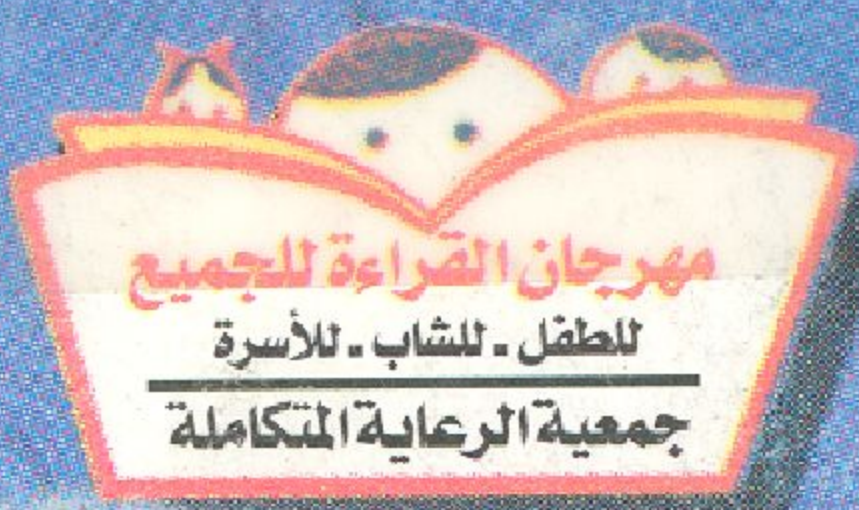 مهرجان القراءة للجميع
للطفل . للشاب . للأسرة
جمعية الرعاية المتكاملة